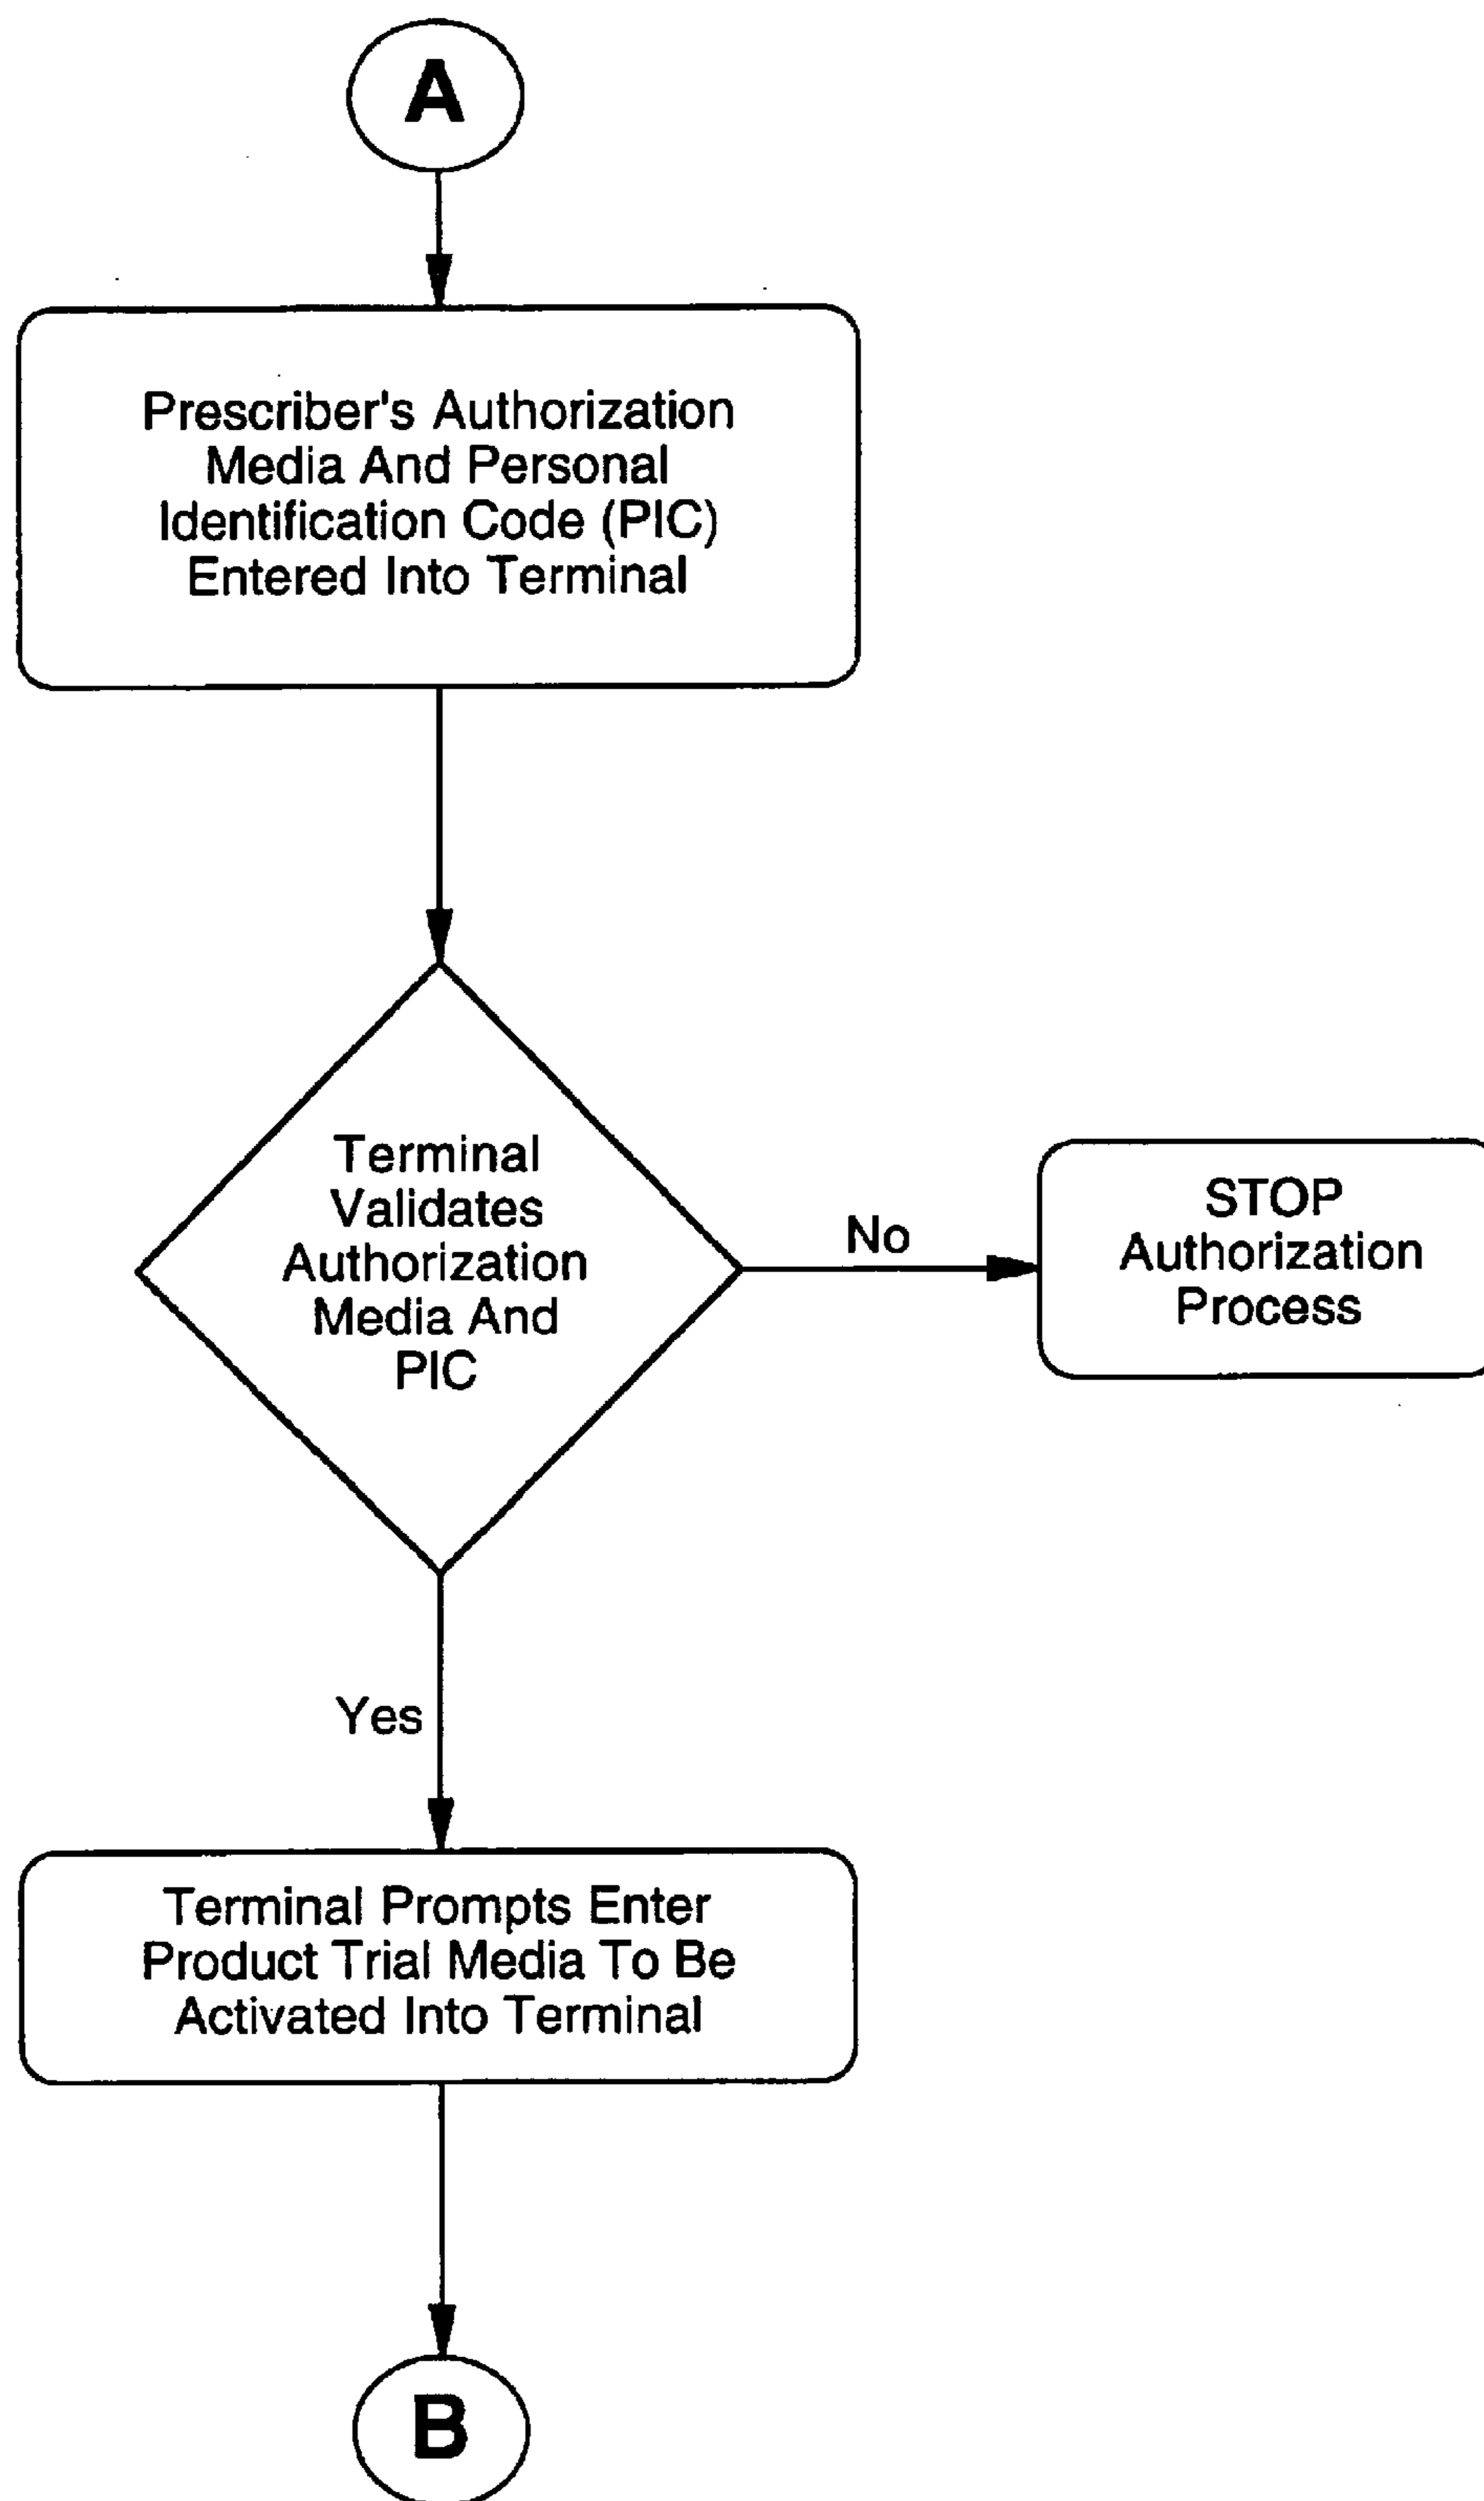 A
Prescriber's Authorization
Media And Personal
Identification Code (PIC)
Entered Into Terminal
Terminal
Validates
Authorization
Media And
PIC
No
STOP
Authorization
Process
Yes
Terminal Prompts Enter
Product Trial Media To Be
Activated Into Terminal
B